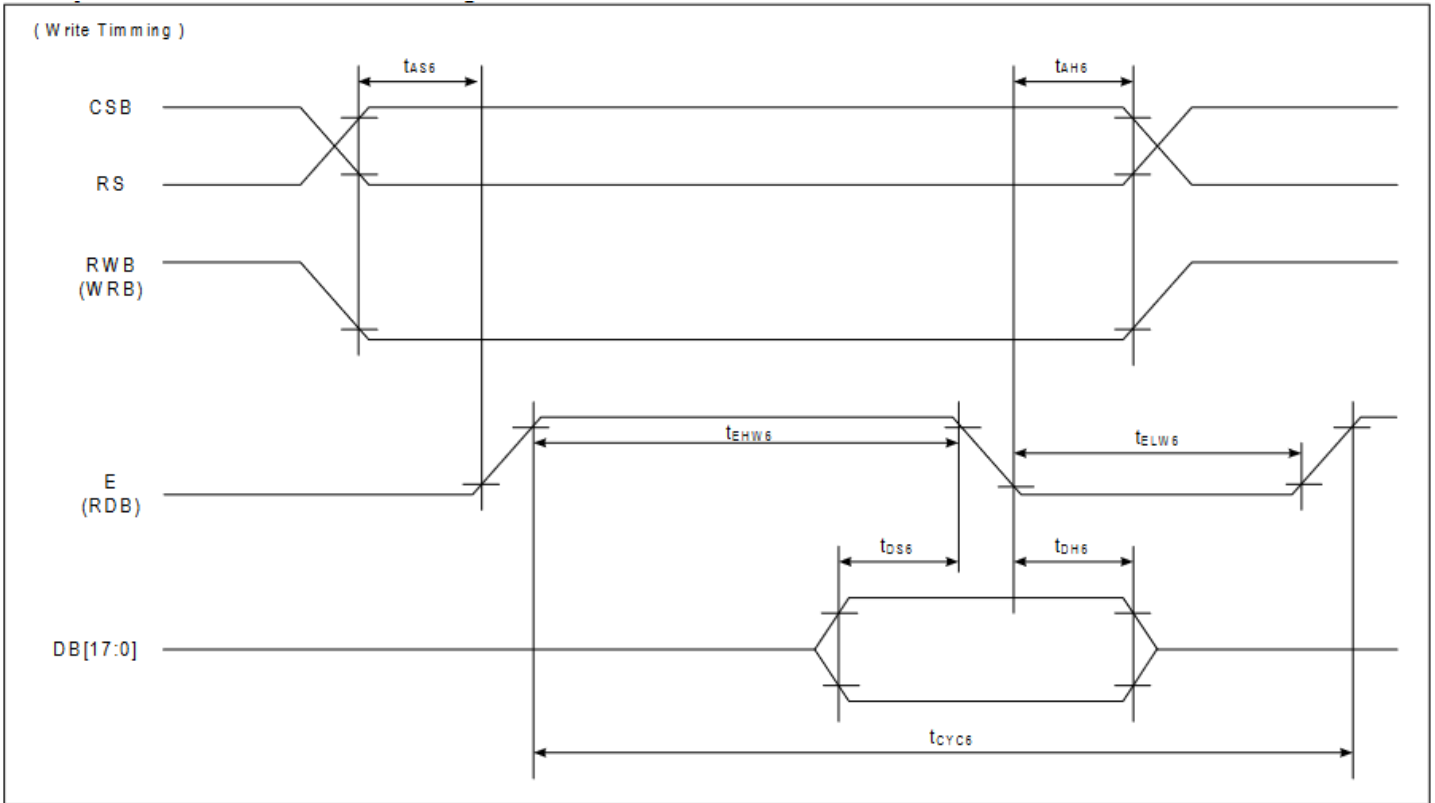 ( Write Timming )
tAS6
tAH6
CSB
RS
RWB
(WRB)
tEHW6
tELW6
E
(RDB)
tDS6
tDH6
DB[17:0]
tCYC6